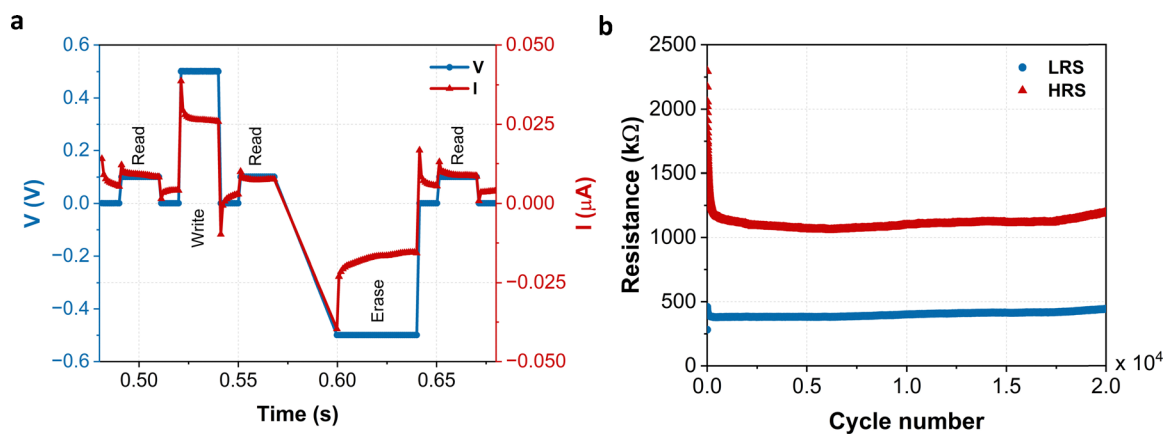 a
0.6
0.4
0.2
0.0
−0.2
−0.4
−0.6
V (V)
0.050
0.025
0.000
−0.025
−0.050
I (μA)
V
I
Read
Write
Read
Erase
Read
0.50
0.55
0.60
0.65
Time (s)
b
2500
2000
1500
1000
500
0
Resistance (kΩ)
LRS
HRS
0.0
0.5
1.0
1.5
2.0
x 10⁴
Cycle number